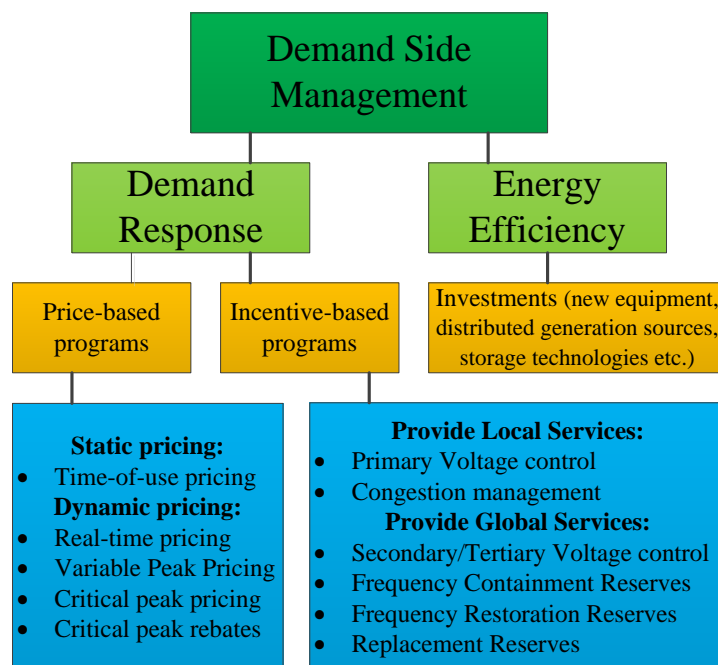 Demand Side
Management
Demand
Response
Energy
Efficiency
Price-based
programs
Incentive-based
programs
Investments (new equipment,
distributed generation sources,
storage technologies etc.)
Static pricing:
• Time-of-use pricing
Dynamic pricing:
• Real-time pricing
• Variable Peak Pricing
• Critical peak pricing
• Critical peak rebates
Provide Local Services:
• Primary Voltage control
• Congestion management
Provide Global Services:
• Secondary/Tertiary Voltage control
• Frequency Containment Reserves
• Frequency Restoration Reserves
• Replacement Reserves